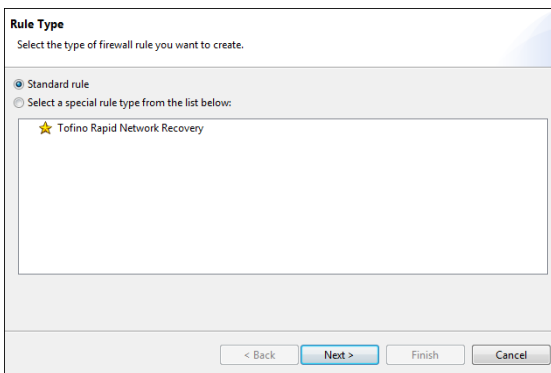 Rule Type
Select the type of firewall rule you want to create.
Standard rule
Select a special rule type from the list below:
Tofino Rapid Network Recovery
< Back Next > Finish Cancel